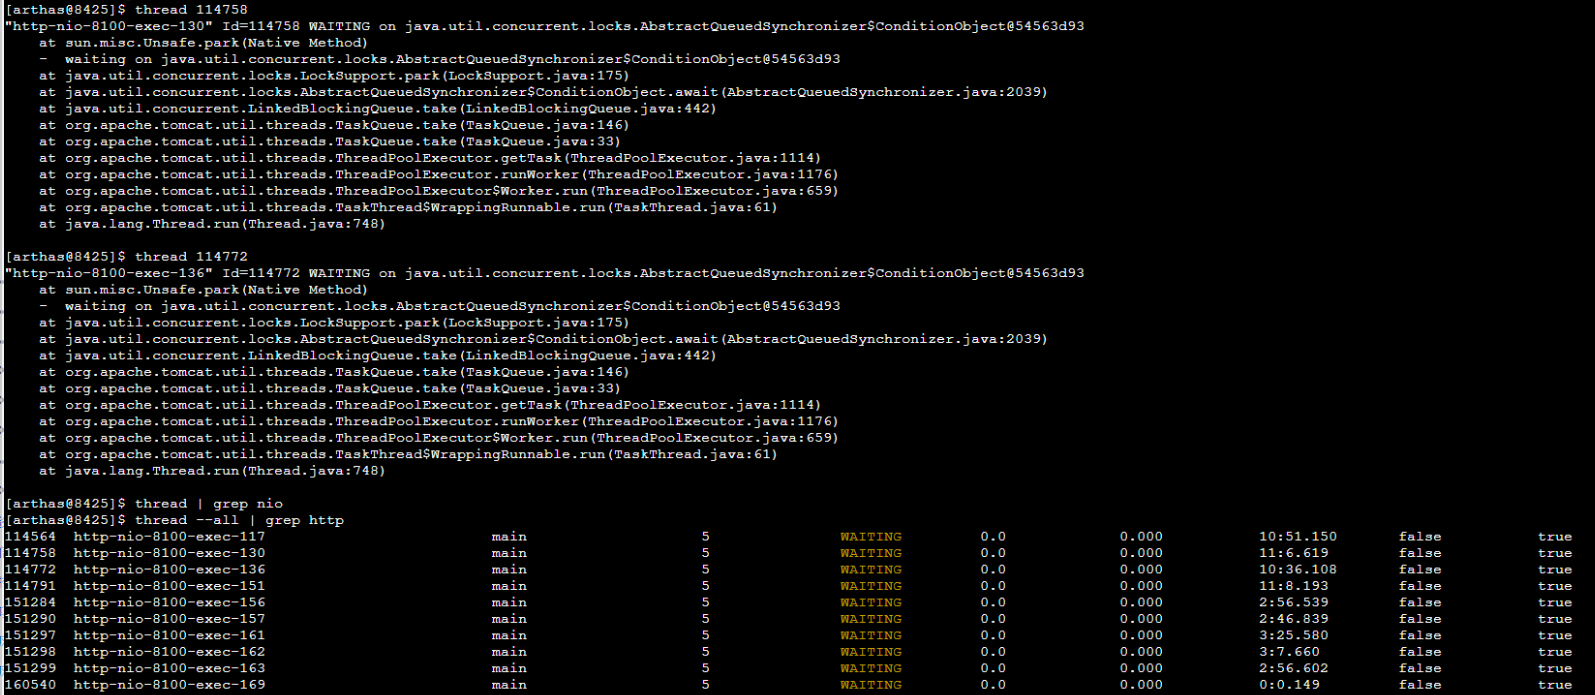 [arthas@8425]$ thread 114758
"http-nio-8100-exec-130" Id=114758 WAITING on java.util.concurrent.locks.AbstractQueuedSynchronizer$ConditionObject@54563d93
    at sun.misc.Unsafe.park(Native Method)
    -  waiting on java.util.concurrent.locks.AbstractQueuedSynchronizer$ConditionObject@54563d93
    at java.util.concurrent.locks.LockSupport.park(LockSupport.java:175)
    at java.util.concurrent.locks.AbstractQueuedSynchronizer$ConditionObject.await(AbstractQueuedSynchronizer.java:2039)
    at java.util.concurrent.LinkedBlockingQueue.take(LinkedBlockingQueue.java:442)
    at org.apache.tomcat.util.threads.TaskQueue.take(TaskQueue.java:146)
    at org.apache.tomcat.util.threads.TaskQueue.take(TaskQueue.java:33)
    at org.apache.tomcat.util.threads.ThreadPoolExecutor.getTask(ThreadPoolExecutor.java:1114)
    at org.apache.tomcat.util.threads.ThreadPoolExecutor.runWorker(ThreadPoolExecutor.java:1176)
    at org.apache.tomcat.util.threads.ThreadPoolExecutor$Worker.run(ThreadPoolExecutor.java:659)
    at org.apache.tomcat.util.threads.TaskThread$WrappingRunnable.run(TaskThread.java:61)
    at java.lang.Thread.run(Thread.java:748)
[arthas@8425]$ thread 114772
"http-nio-8100-exec-136" Id=114772 WAITING on java.util.concurrent.locks.AbstractQueuedSynchronizer$ConditionObject@54563d93
    at sun.misc.Unsafe.park(Native Method)
    -  waiting on java.util.concurrent.locks.AbstractQueuedSynchronizer$ConditionObject@54563d93
    at java.util.concurrent.locks.LockSupport.park(LockSupport.java:175)
    at java.util.concurrent.locks.AbstractQueuedSynchronizer$ConditionObject.await(AbstractQueuedSynchronizer.java:2039)
    at java.util.concurrent.LinkedBlockingQueue.take(LinkedBlockingQueue.java:442)
    at org.apache.tomcat.util.threads.TaskQueue.take(TaskQueue.java:146)
    at org.apache.tomcat.util.threads.TaskQueue.take(TaskQueue.java:33)
    at org.apache.tomcat.util.threads.ThreadPoolExecutor.getTask(ThreadPoolExecutor.java:1114)
    at org.apache.tomcat.util.threads.ThreadPoolExecutor.runWorker(ThreadPoolExecutor.java:1176)
    at org.apache.tomcat.util.threads.ThreadPoolExecutor$Worker.run(ThreadPoolExecutor.java:659)
    at org.apache.tomcat.util.threads.TaskThread$WrappingRunnable.run(TaskThread.java:61)
    at java.lang.Thread.run(Thread.java:748)
[arthas@8425]$ thread | grep nio
[arthas@8425]$ thread --all | grep http
114564 http-nio-8100-exec-117 main 5 WAITING 0.0 0.000 10:51.150 false true
114758 http-nio-8100-exec-130 main 5 WAITING 0.0 0.000 11:6.619 false true
114772 http-nio-8100-exec-136 main 5 WAITING 0.0 0.000 10:36.108 false true
114791 http-nio-8100-exec-151 main 5 WAITING 0.0 0.000 11:8.193 false true
151284 http-nio-8100-exec-156 main 5 WAITING 0.0 0.000 2:56.539 false true
151290 http-nio-8100-exec-157 main 5 WAITING 0.0 0.000 2:46.839 false true
151297 http-nio-8100-exec-161 main 5 WAITING 0.0 0.000 3:25.580 false true
151298 http-nio-8100-exec-162 main 5 WAITING 0.0 0.000 3:7.660 false true
151299 http-nio-8100-exec-163 main 5 WAITING 0.0 0.000 2:56.602 false true
160540 http-nio-8100-exec-169 main 5 WAITING 0.0 0.000 0:0.149 false true